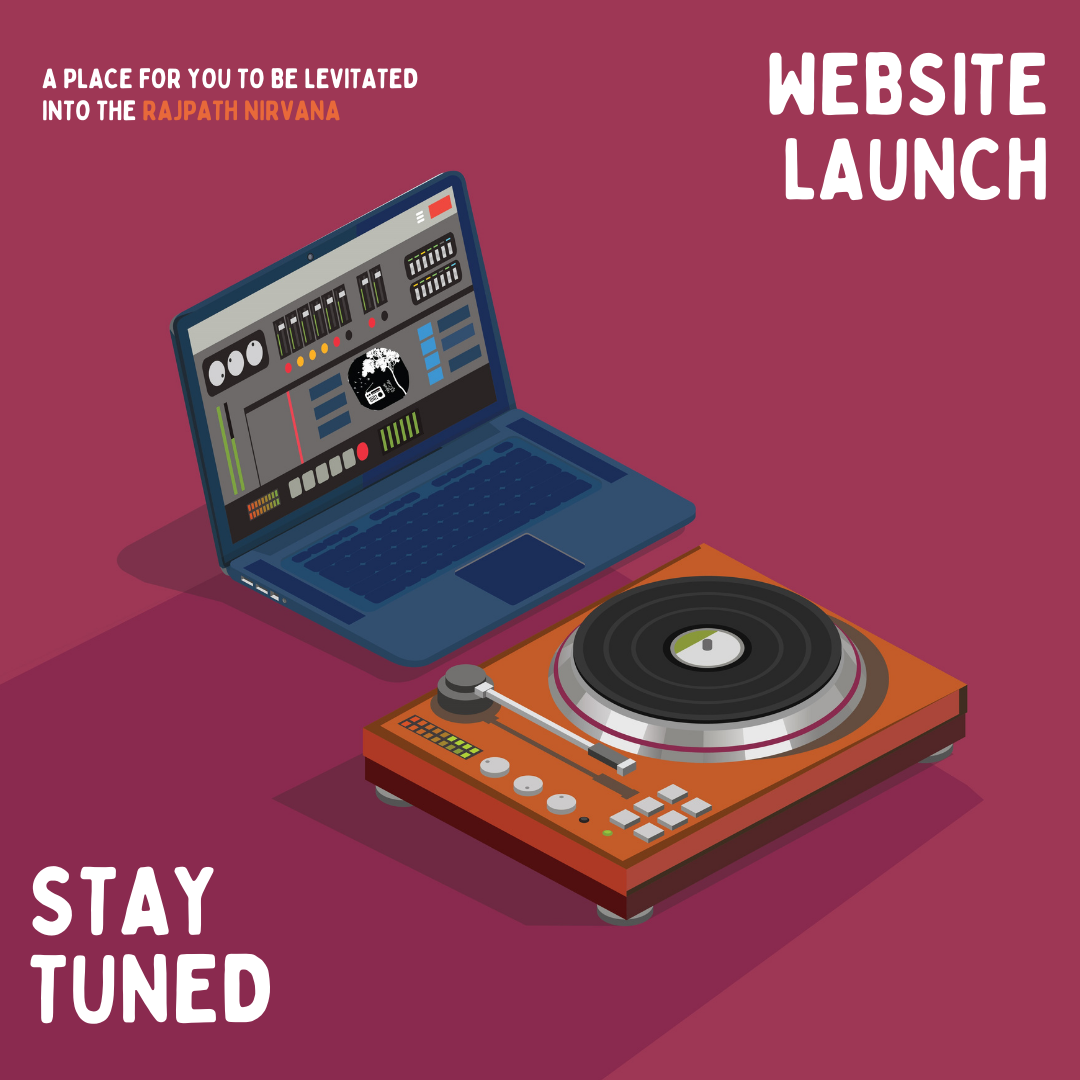 A PLACE FOR YOU TO BE LEVITATED
INTO THE RAJPATH NIRVANA
WEBSITE
LAUNCH
STAY
TUNED